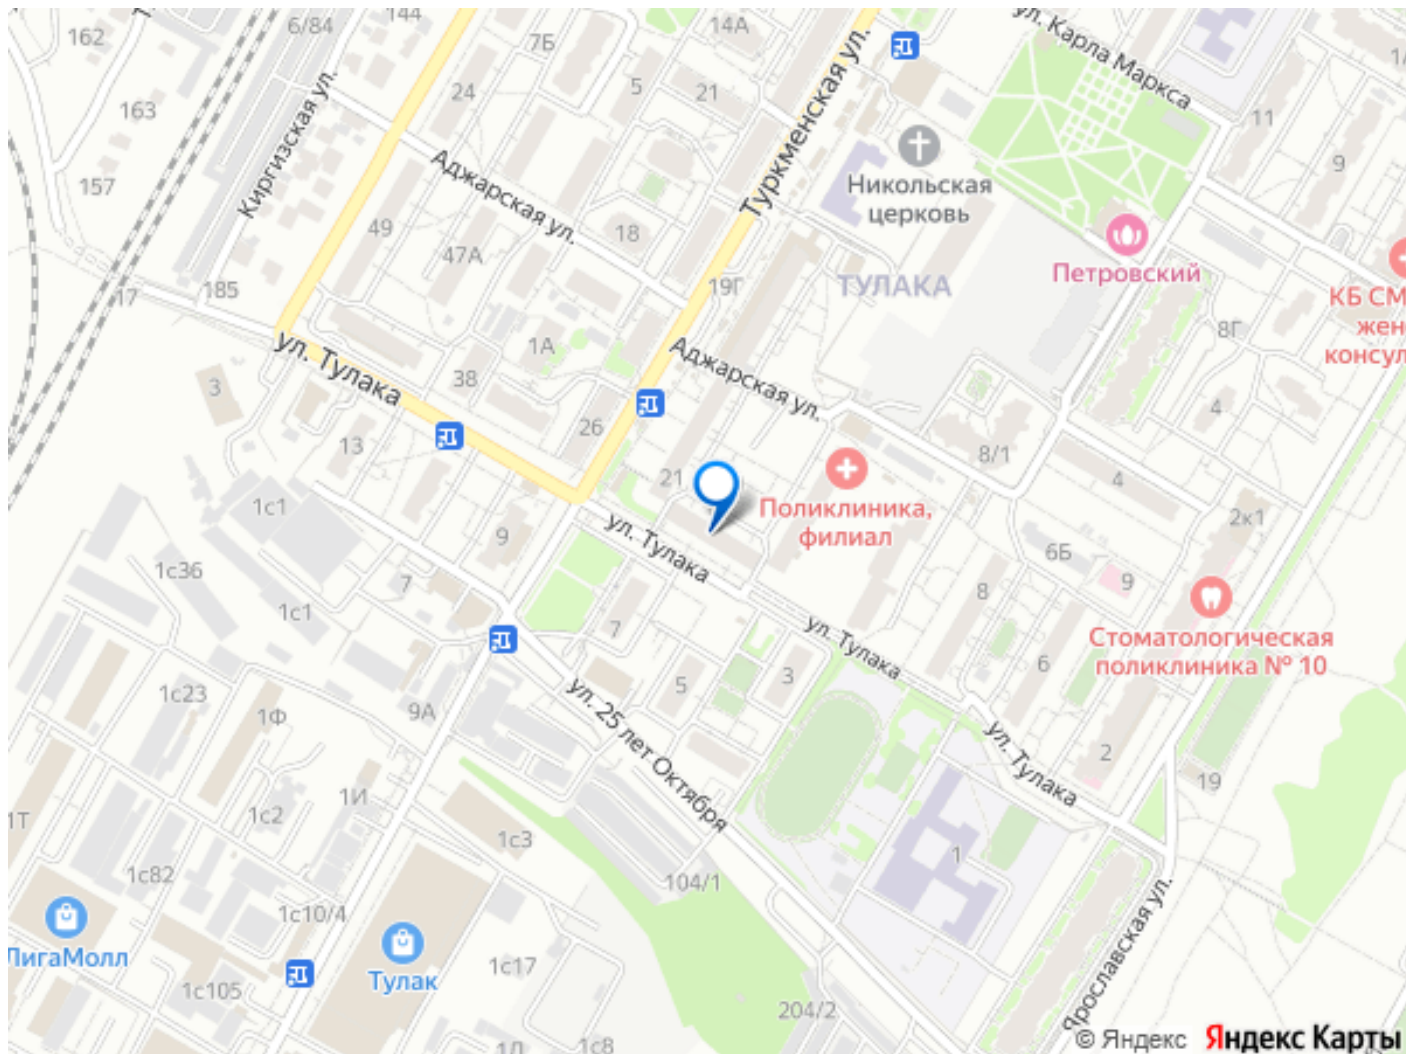 162
6/84
144
7Б
14А
ул. Карла Маркса
163
24
5
21
11
9
157
Киргизская ул.
Аджарская ул.
Туркменская ул.
Никольская
церковь
49
47А
18
Петровский
17
185
19Г
ТУЛАКА
8Г
КБ СМ
жен
консул
ул. Тулака
1А
38
Аджарская ул.
3
26
4
13
8/1
21
4
Поликлиника,
филиал
1с1
9
ул. Тулака
2к1
6Б
1с36
7
1с1
8
9
7
ул. Тулака
Стоматологическая
поликлиника № 10
6
5
3
1с23
1Ф
9А
ул. 25 лет Октября
ул. Тулака
2
19
1Т
1с2
1И
1с3
1
1с82
104/1
1с10/4
ЛигаМолл
Тулак
1с17
Ярославская ул.
1с105
204/2
1Д
1с8
© Яндекс Яндекс Карты